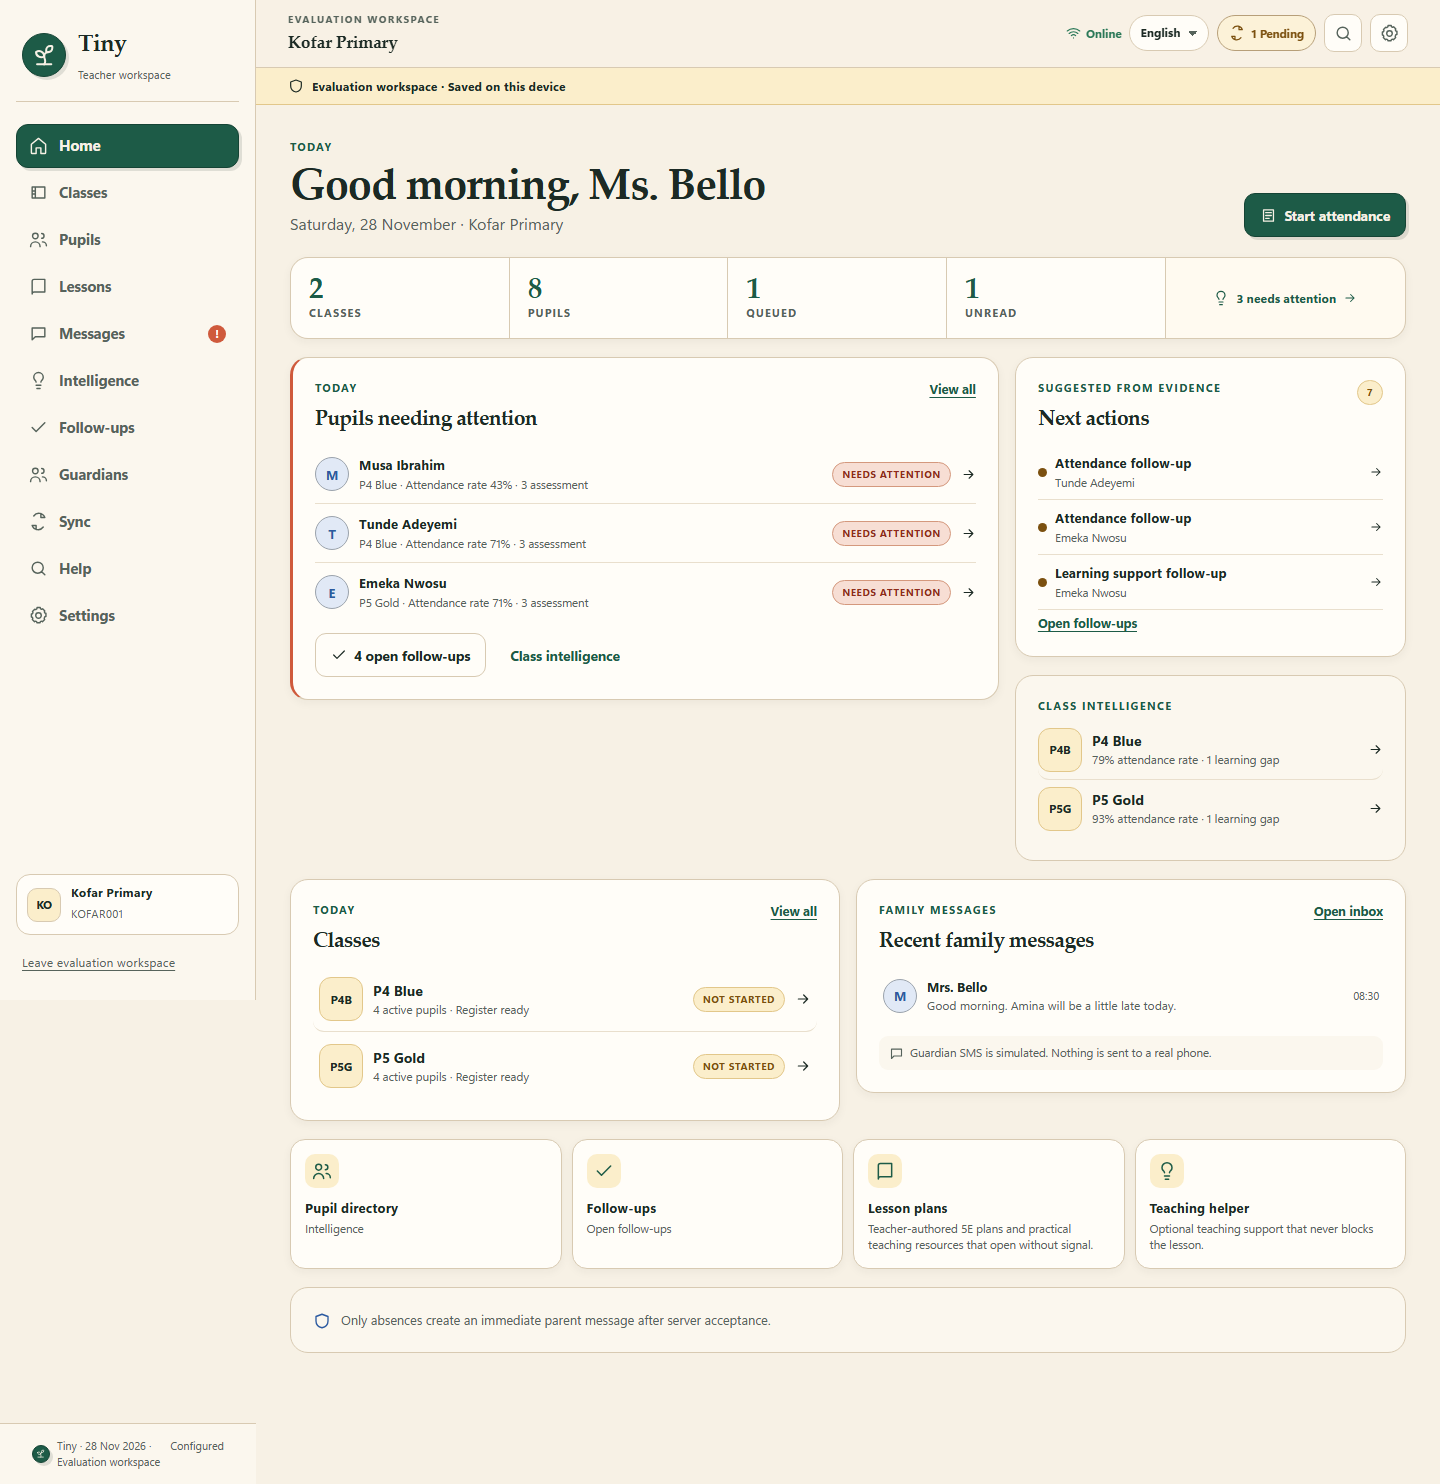 Tiny
Teacher workspace
Home
Classes
Pupils
Lessons
Messages
!
Intelligence
Follow-ups
Guardians
Sync
Help
Settings
KO
Kofar Primary
KOFAR001
Leave evaluation workspace
Tiny · 28 Nov 2026 ·
Evaluation workspace
Configured
EVALUATION WORKSPACE
Kofar Primary
Online
English
1 Pending
Evaluation workspace · Saved on this device
TODAY
Good morning, Ms. Bello
Saturday, 28 November · Kofar Primary
Start attendance
2
CLASSES
8
PUPILS
1
QUEUED
1
UNREAD
3 needs attention →
TODAY
View all
Pupils needing attention
M
Musa Ibrahim
P4 Blue · Attendance rate 43% · 3 assessment
NEEDS ATTENTION →
T
Tunde Adeyemi
P4 Blue · Attendance rate 71% · 3 assessment
NEEDS ATTENTION →
E
Emeka Nwosu
P5 Gold · Attendance rate 71% · 3 assessment
NEEDS ATTENTION →
4 open follow-ups
Class intelligence
SUGGESTED FROM EVIDENCE
7
Next actions
Attendance follow-up
Tunde Adeyemi
→
Attendance follow-up
Emeka Nwosu
→
Learning support follow-up
Emeka Nwosu
→
Open follow-ups
CLASS INTELLIGENCE
P4B
P4 Blue
79% attendance rate · 1 learning gap
→
P5G
P5 Gold
93% attendance rate · 1 learning gap
→
TODAY
View all
Classes
P4B
P4 Blue
4 active pupils · Register ready
NOT STARTED →
P5G
P5 Gold
4 active pupils · Register ready
NOT STARTED →
FAMILY MESSAGES
Open inbox
Recent family messages
M
Mrs. Bello
Good morning. Amina will be a little late today.
08:30
Guardian SMS is simulated. Nothing is sent to a real phone.
Pupil directory
Intelligence
Follow-ups
Open follow-ups
Lesson plans
Teacher-authored 5E plans and practical
teaching resources that open without signal.
Teaching helper
Optional teaching support that never blocks
the lesson.
Only absences create an immediate parent message after server acceptance.